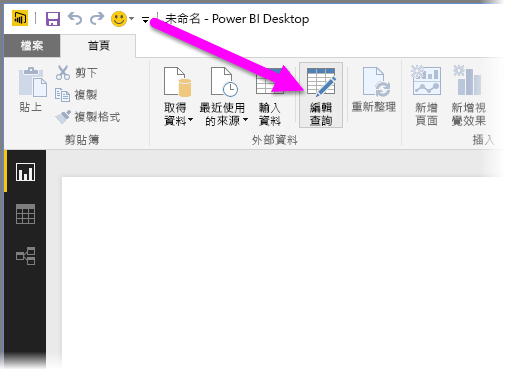 未命名 - Power BI Desktop
檔案
首頁
貼上
剪下
複製
複製格式
剪貼簿
取得
資料
最近使用
的來源
輸入
資料
編輯
查詢
重新整理
外部資料
新增
頁面
新增視
覺效果
插入